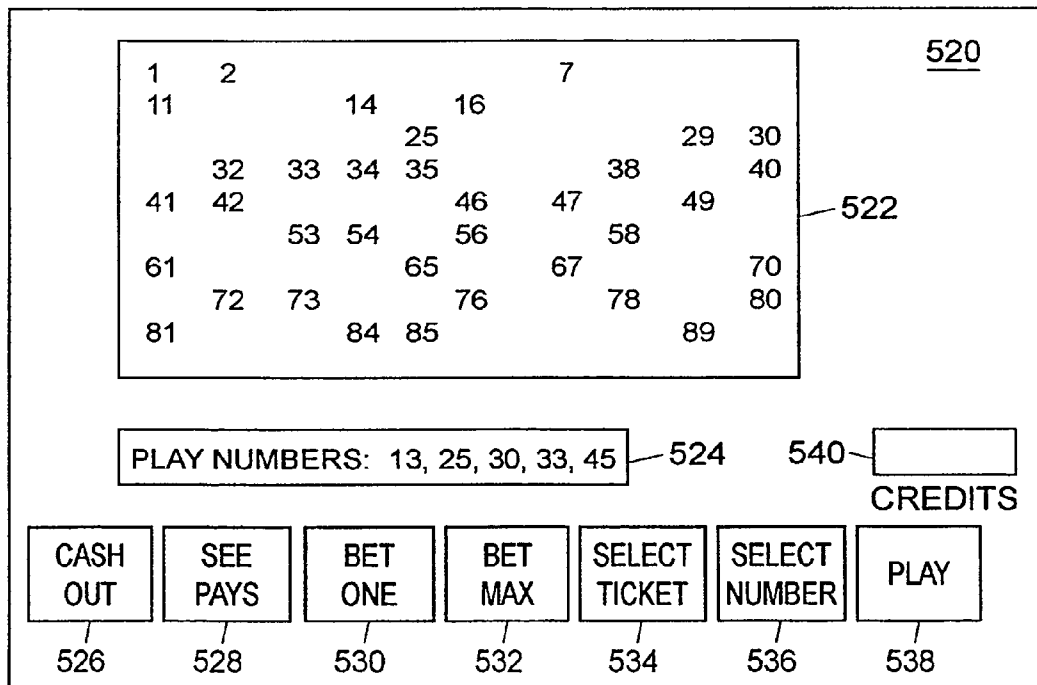 520
1 2 7
11 14 16
25 29 30
32 33 34 35 38 40
41 42 46 47 49
522
53 54 56 58
61 65 67 70
72 73 76 78 80
81 84 85 89
PLAY NUMBERS: 13, 25, 30, 33, 45
524
540
CREDITS
CASH OUT
SEE PAYS
BET ONE
BET MAX
SELECT TICKET
SELECT NUMBER
PLAY
526 528 530 532 534 536 538